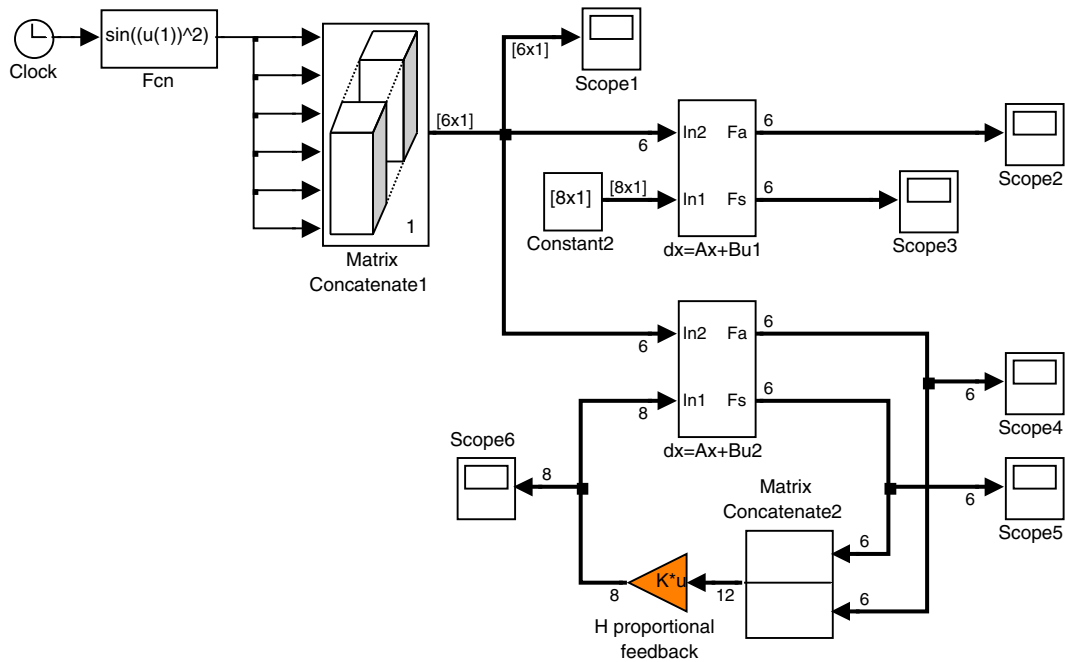 sin((u(1))^2)
Clock
Fcn
1
Matrix
Concatenate1
[6x1]
[6x1]
Scope1
6
In2
Fa
6
Scope2
[8x1]
[8x1]
Constant2
In1
Fs
6
Scope3
dx=Ax+Bu1
6
In2
Fa
6
8
In1
Fs
6
dx=Ax+Bu2
6
Scope4
6
Scope5
Scope6
8
Matrix
Concatenate2
6
6
12
K*u
8
H proportional
feedback